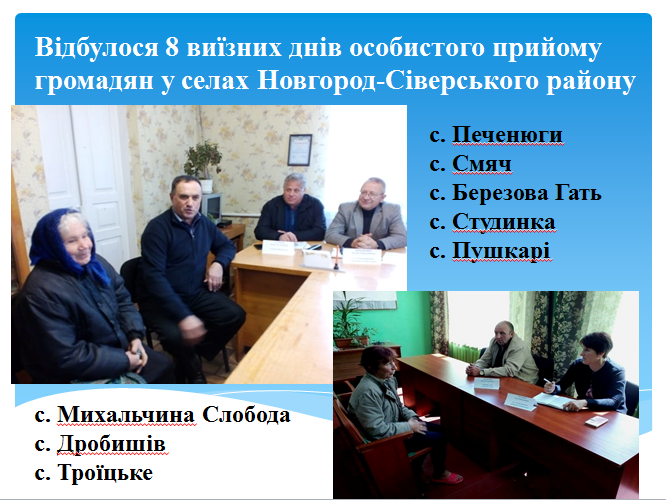 Відбулося 8 виїзних днів особистого прийому
громадян у селах Новгород-Сіверського району
с. Печенюги
с. Смяч
с. Березова Гать
с. Студинка
с. Пушкарі
с. Михальчина Слобода
с. Дробишів
с. Троїцьке